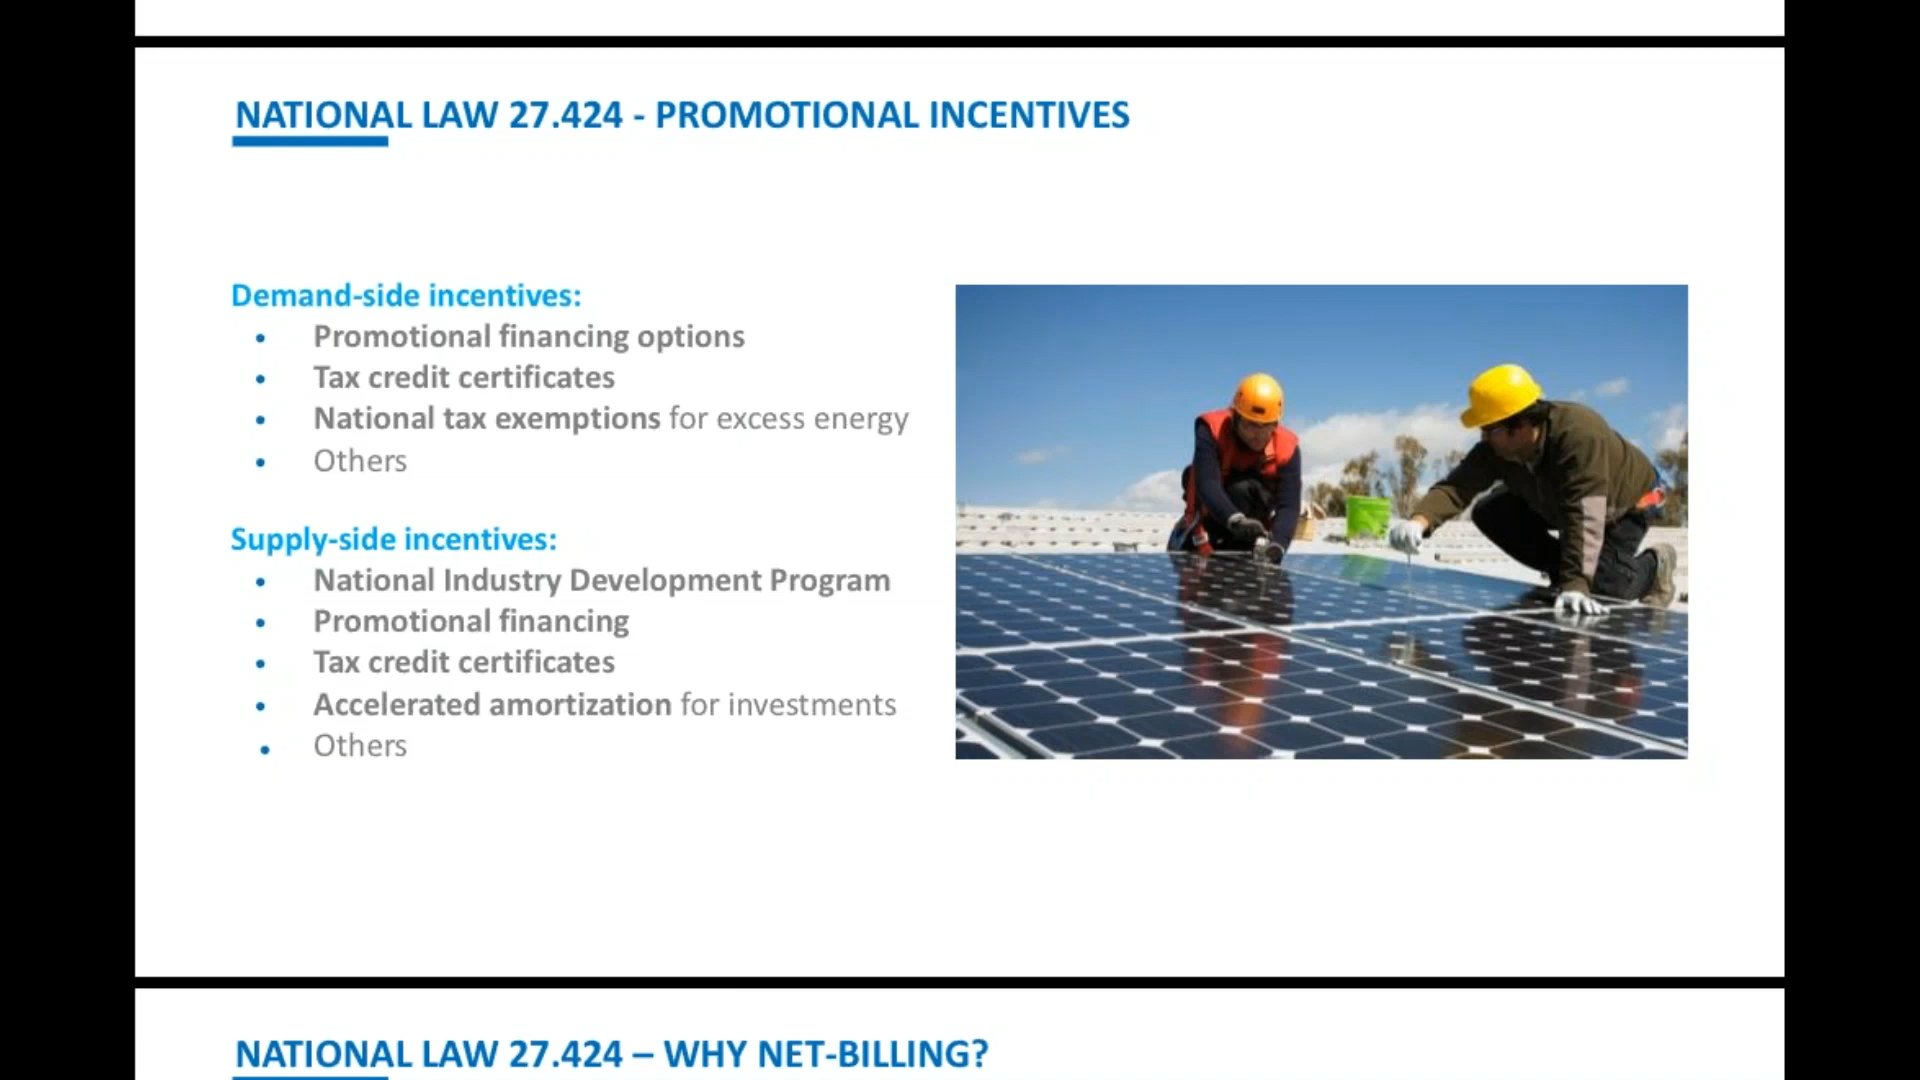 NATIONAL LAW 27.424 - PROMOTIONAL INCENTIVES
Demand-side incentives:
• Promotional financing options
• Tax credit certificates
• National tax exemptions for excess energy
• Others
Supply-side incentives:
• National Industry Development Program
• Promotional financing
• Tax credit certificates
• Accelerated amortization for investments
• Others
NATIONAL LAW 27.424 – WHY NET-BILLING?